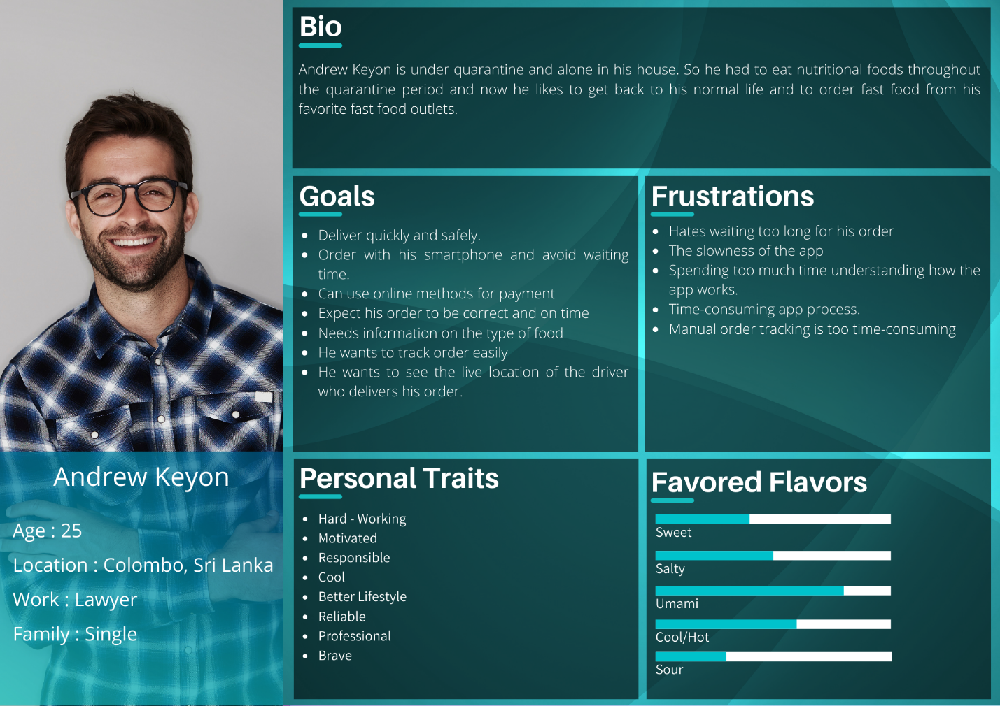 Bio
Andrew Keyon is under quarantine and alone in his house. So he had to eat nutritional foods throughout
the quarantine period and now he likes to get back to his normal life and to order fast food from his
favorite fast food outlets.
Goals
Deliver quickly and safely.
Order with his smartphone and avoid waiting
time.
Can use online methods for payment
Expect his order to be correct and on time
Needs information on the type of food
He wants to track order easily
He wants to see the live location of the driver
who delivers his order.
Frustrations
Hates waiting too long for his order
The slowness of the app
Spending too much time understanding how the
app works.
Time-consuming app process.
Manual order tracking is too time-consuming
Andrew Keyon
Age : 25
Location : Colombo, Sri Lanka
Work : Lawyer
Family : Single
Personal Traits
Hard - Working
Motivated
Responsible
Cool
Better Lifestyle
Reliable
Professional
Brave
Favored Flavors
Sweet
Salty
Umami
Cool/Hot
Sour